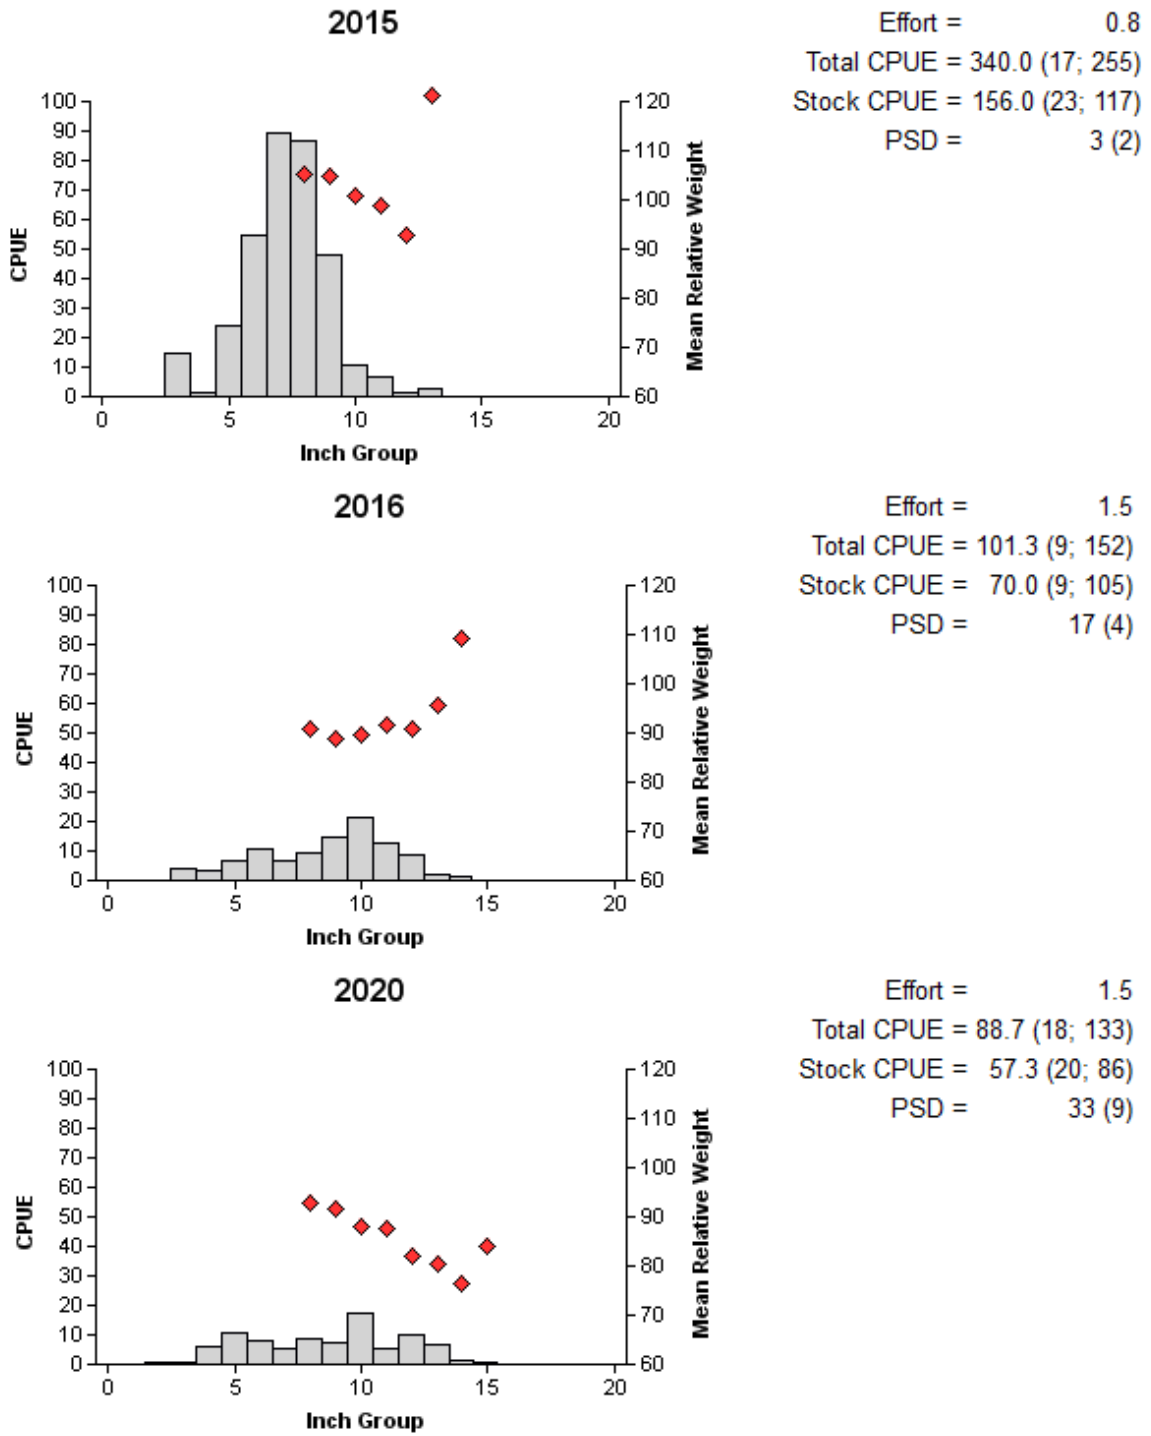 2015
Effort = 0.8
Total CPUE = 340.0 (17; 255)
Stock CPUE = 156.0 (23; 117)
PSD = 3 (2)
100
90
80
70
60
50
40
30
20
10
0
CPUE
120
110
100
90
80
70
60
Mean Relative Weight
0 5 10 15 20
Inch Group
2016
Effort = 1.5
Total CPUE = 101.3 (9; 152)
Stock CPUE = 70.0 (9; 105)
PSD = 17 (4)
100
90
80
70
60
50
40
30
20
10
0
CPUE
120
110
100
90
80
70
60
Mean Relative Weight
0 5 10 15 20
Inch Group
2020
Effort = 1.5
Total CPUE = 88.7 (18; 133)
Stock CPUE = 57.3 (20; 86)
PSD = 33 (9)
100
90
80
70
60
50
40
30
20
10
0
CPUE
120
110
100
90
80
70
60
Mean Relative Weight
0 5 10 15 20
Inch Group